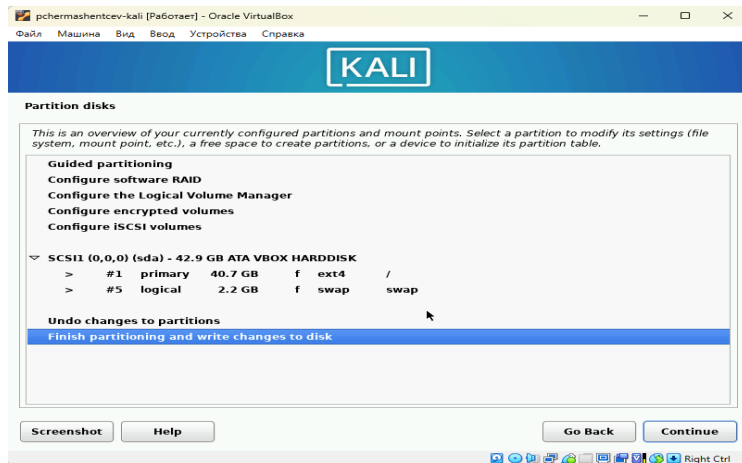 pchermashentcev-kali [Работает] - Oracle VirtualBox
Файл Машина Вид Ввод Устройства Справка
KALI
Partition disks
This is an overview of your currently configured partitions and mount points. Select a partition to modify its settings (file
system, mount point, etc.), a free space to create partitions, or a device to initialize its partition table.
Guided partitioning
Configure software RAID
Configure the Logical Volume Manager
Configure encrypted volumes
Configure iSCSI volumes
SCSI1 (0,0,0) (sda) - 42.9 GB ATA VBOX HARDDISK
> #1 primary 40.7 GB f ext4 /
> #5 logical 2.2 GB f swap swap
Undo changes to partitions
Finish partitioning and write changes to disk
Screenshot Help Go Back Continue
Right Ctrl